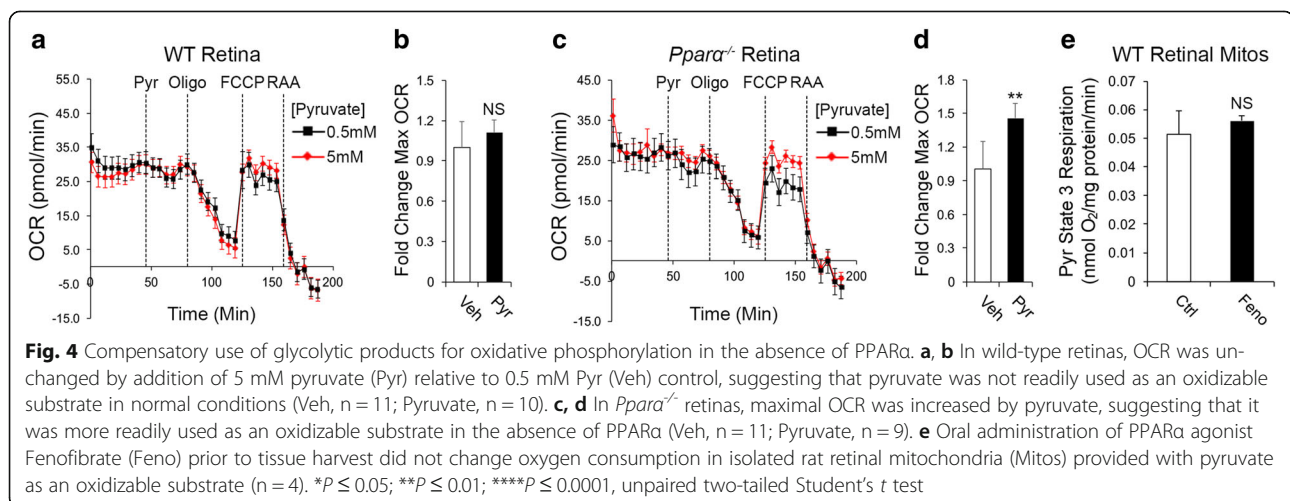 a
WT Retina
OCR (pmol/min)
55.0
45.0
35.0
25.0
15.0
5.0
-5.0
-15.0
Pyr Oligo FCCP RAA
[Pyruvate]
0.5mM
5mM
0 50 100 150 200
Time (Min)
b
Fold Change Max OCR
1.5
1.2
0.9
0.6
0.3
0
NS
Veh Pyr
c
Pparα-/- Retina
OCR (pmol/min)
55.0
45.0
35.0
25.0
15.0
5.0
-5.0
-15.0
Pyr Oligo FCCP RAA
[Pyruvate]
0.5mM
5mM
0 50 100 150 200
Time (Min)
d
Fold Change Max OCR
1.8
1.5
1.2
0.9
0.6
0.3
0
**
Veh Pyr
e
WT Retinal Mitos
Pyr State 3 Respiration
(nmol O₂/mg protein/min)
0.07
0.06
0.05
0.04
0.03
0.02
0.01
0
NS
Ctrl Feno
Fig. 4 Compensatory use of glycolytic products for oxidative phosphorylation in the absence of PPARα. a, b In wild-type retinas, OCR was un-
changed by addition of 5 mM pyruvate (Pyr) relative to 0.5 mM Pyr (Veh) control, suggesting that pyruvate was not readily used as an oxidizable
substrate in normal conditions (Veh, n = 11; Pyruvate, n = 10). c, d In Pparα-/- retinas, maximal OCR was increased by pyruvate, suggesting that it
was more readily used as an oxidizable substrate in the absence of PPARα (Veh, n = 11; Pyruvate, n = 9). e Oral administration of PPARα agonist
Fenofibrate (Feno) prior to tissue harvest did not change oxygen consumption in isolated rat retinal mitochondria (Mitos) provided with pyruvate
as an oxidizable substrate (n = 4). *P ≤ 0.05; **P ≤ 0.01; ****P ≤ 0.0001, unpaired two-tailed Student's t test